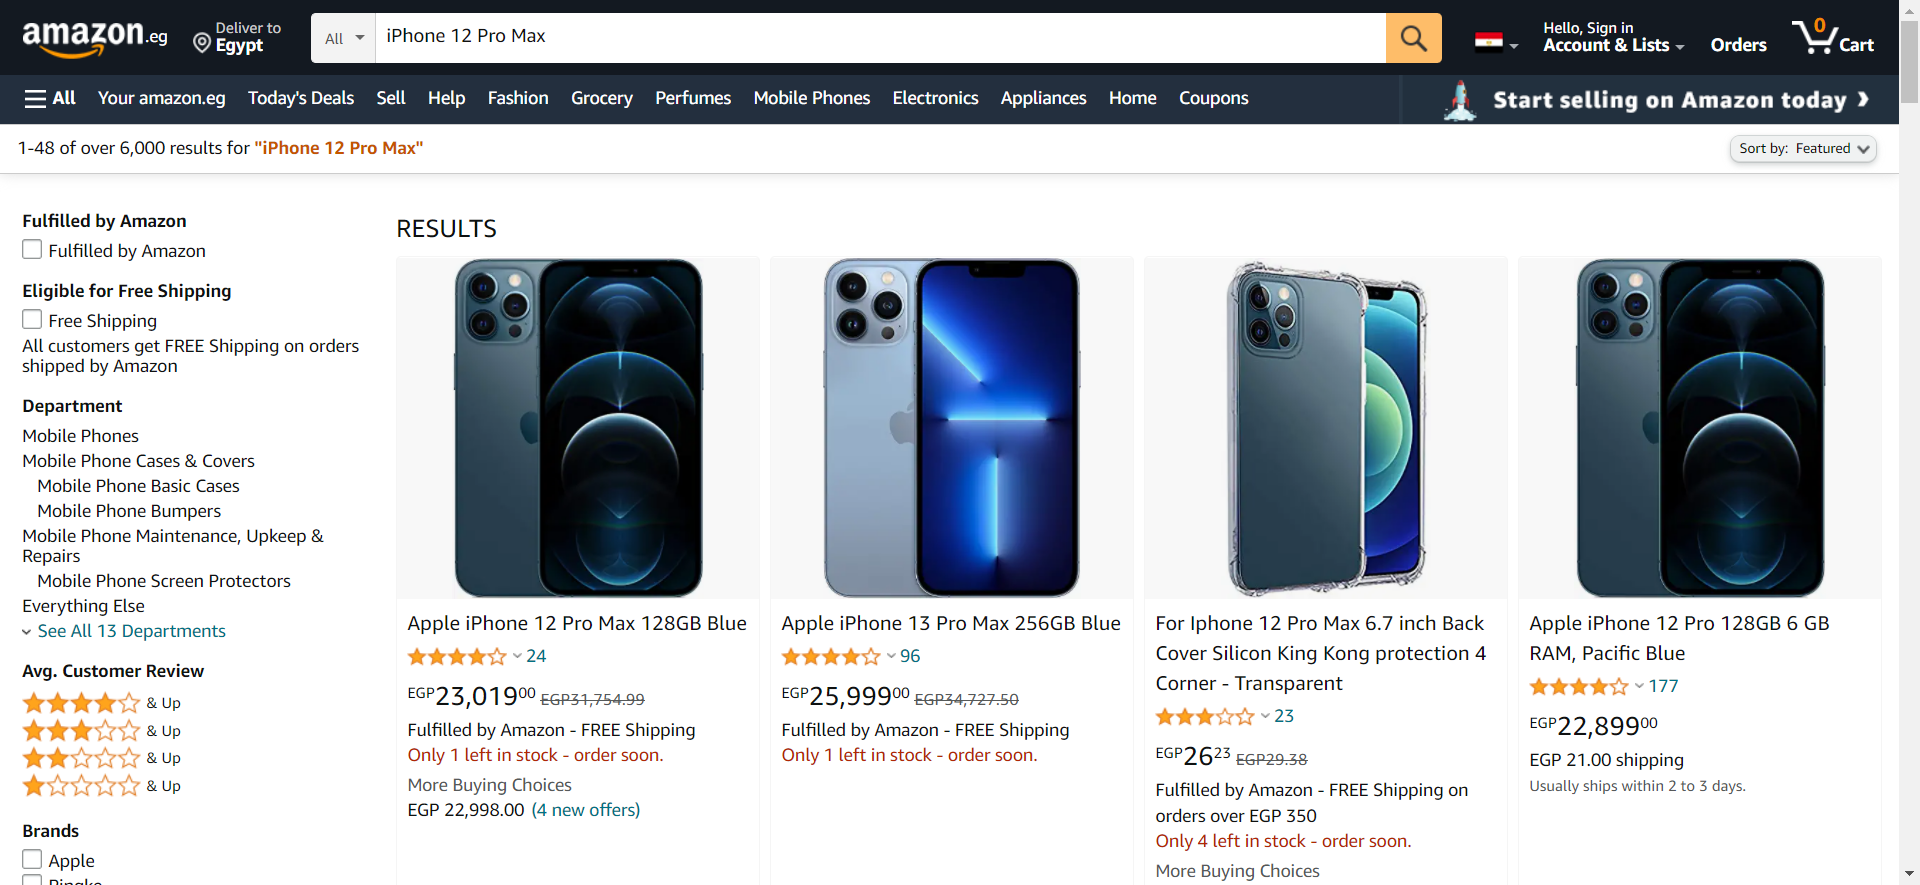 amazon.eg
Deliver to
Egypt
All
iPhone 12 Pro Max
Hello, Sign in
Account & Lists
Orders
0
Cart
All
Your amazon.eg
Today's Deals
Sell
Help
Fashion
Grocery
Perfumes
Mobile Phones
Electronics
Appliances
Home
Coupons
Start selling on Amazon today ❯
1-48 of over 6,000 results for "iPhone 12 Pro Max"
Sort by: Featured
Fulfilled by Amazon
Fulfilled by Amazon
Eligible for Free Shipping
Free Shipping
All customers get FREE Shipping on orders
shipped by Amazon
Department
Mobile Phones
Mobile Phone Cases & Covers
Mobile Phone Basic Cases
Mobile Phone Bumpers
Mobile Phone Maintenance, Upkeep &
Repairs
Mobile Phone Screen Protectors
Everything Else
See All 13 Departments
Avg. Customer Review
& Up
& Up
& Up
& Up
Brands
Apple
RESULTS
Apple iPhone 12 Pro Max 128GB Blue
24
EGP23,01900 EGP31,754.99
Fulfilled by Amazon - FREE Shipping
Only 1 left in stock - order soon.
More Buying Choices
EGP 22,998.00 (4 new offers)
Apple iPhone 13 Pro Max 256GB Blue
96
EGP25,99900 EGP34,727.50
Fulfilled by Amazon - FREE Shipping
Only 1 left in stock - order soon.
For Iphone 12 Pro Max 6.7 inch Back
Cover Silicon King Kong protection 4
Corner - Transparent
23
EGP2623 EGP29.38
Fulfilled by Amazon - FREE Shipping on
orders over EGP 350
Only 4 left in stock - order soon.
More Buying Choices
Apple iPhone 12 Pro 128GB 6 GB
RAM, Pacific Blue
177
EGP22,89900
EGP 21.00 shipping
Usually ships within 2 to 3 days.